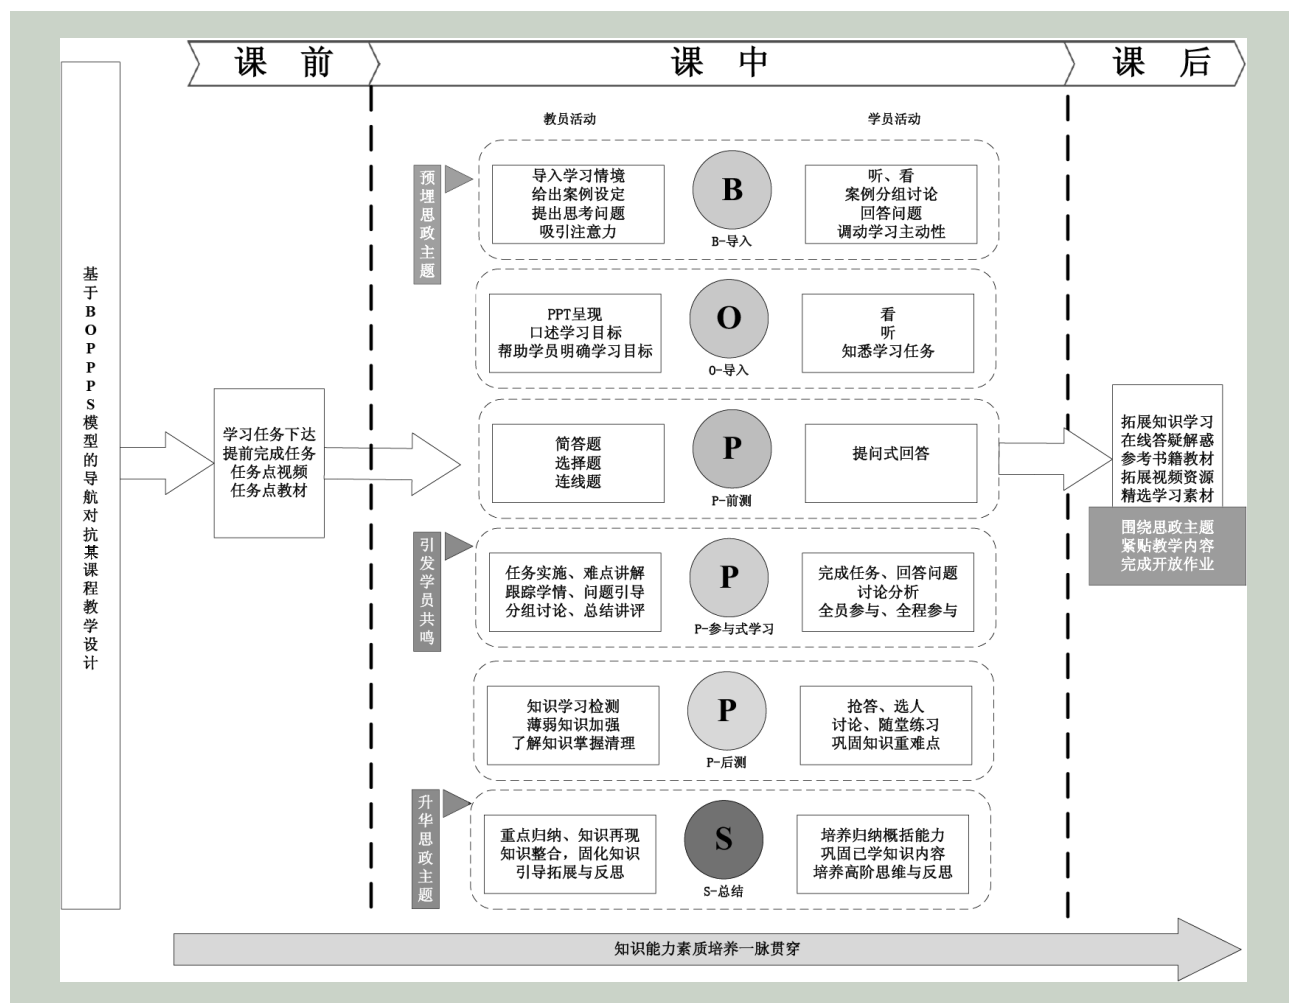 课 前
课 中
课 后
基于BOPPPS模型的导航对抗某课程教学设计
学习任务下达
提前完成任务
任务点视频
任务点教材
教员活动
学员活动
预埋思政主题
导入学习情境
给出案例设定
提出思考问题
吸引注意力
B
B-导入
听、看
案例分组讨论
回答问题
调动学习主动性
PPT呈现
口述学习目标
帮助学员明确学习目标
O
O-导入
看
听
知悉学习任务
简答题
选择题
连线题
P
P-前测
提问式回答
引发学员共鸣
任务实施、难点讲解
跟踪学情、问题引导
分组讨论、总结讲评
P
P-参与式学习
完成任务、回答问题
讨论分析
全员参与、全程参与
知识学习检测
薄弱知识加强
了解知识掌握清理
P
P-后测
抢答、选人
讨论、随堂练习
巩固知识重难点
升华思政主题
重点归纳、知识再现
知识整合，固化知识
引导拓展与反思
S
S-总结
培养归纳概括能力
巩固已学知识内容
培养高阶思维与反思
拓展知识学习
在线答疑解惑
参考书籍教材
拓展视频资源
精选学习素材
围绕思政主题
紧贴教学内容
完成开放作业
知识能力素质培养一脉贯穿